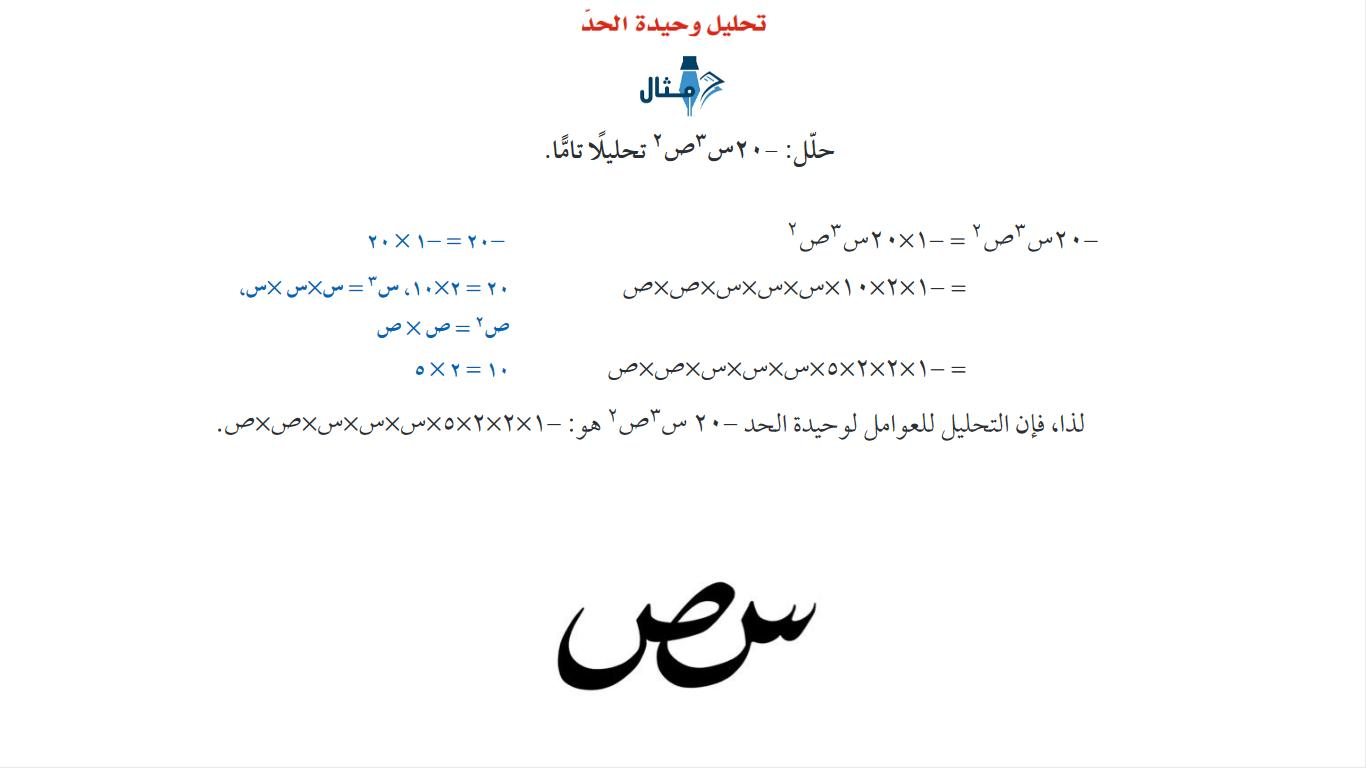 تحليل وحيدة الحدّ
مثال
حلّل: –٢٠س٣ص٢ تحليلًا تامًّا.
–٢٠س٣ص٢ = –١×٢٠س٣ص٢
–٢٠ = –١ × ٢٠
= –١×٢×١٠×س×س×س×ص×ص
٢٠ = ٢×١٠، س٣ = س×س×س،
ص٢ = ص × ص
= –١×٢×٢×٥×س×س×س×ص×ص
١٠ = ٢ × ٥
لذا، فإن التحليل للعوامل لوحيدة الحد –٢٠ س٣ص٢ هو: –١×٢×٢×٥×س×س×س×ص×ص.
س ص